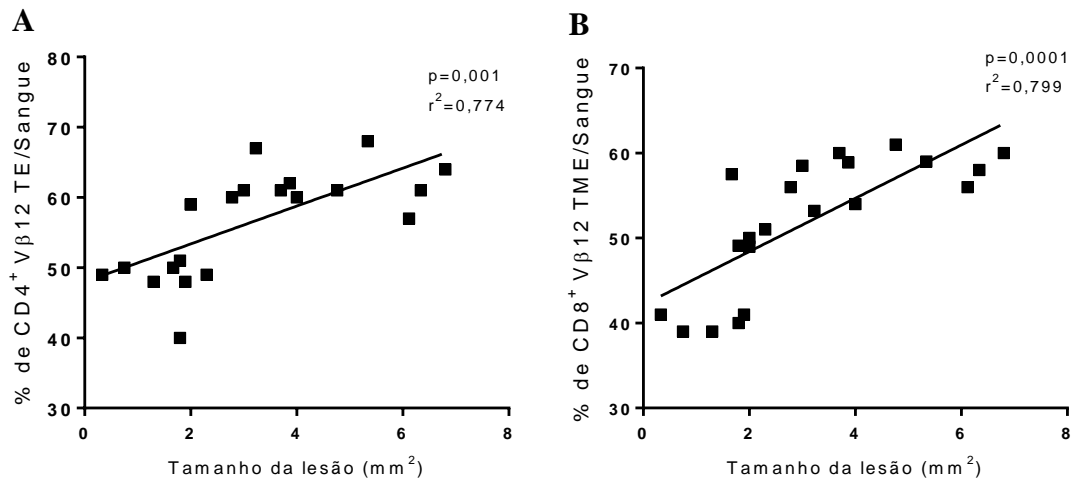 A
% de CD4⁺ Vβ12 TE/Sangue
80
70
60
50
40
30
p=0,001
r²=0,774
0 2 4 6 8
Tamanho da lesão (mm²)
B
% de CD8⁺ Vβ12 TME/Sangue
70
60
50
40
30
p=0,0001
r²=0,799
0 2 4 6 8
Tamanho da lesão (mm²)